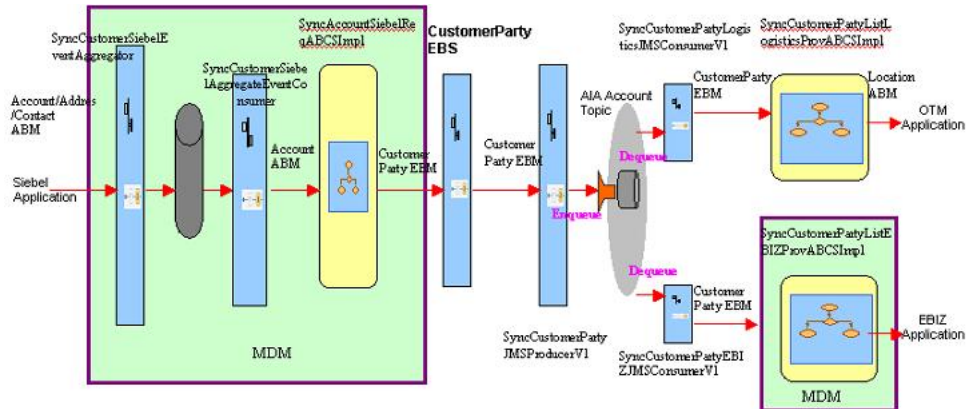 SyncCustomerSiebelE
ventAggregator
Account/Addres
/Contact
ABM
Siebel
Application
SyncCustomerSiebe
lAggregateEventCo
nsumer
Account
ABM
SyncAccountSiebelRe
qABCSImpl
Customer
Party EBM
MDM
CustomerParty
EBS
Customer
Party EBM
SyncCustomerParty
JMSProducerV1
Enqueue
AIA Account
Topic
Dequeue
Dequeue
SyncCustomerPartyLogis
ticsJMSConsumerV1
CustomerParty
EBM
SyncCustomerPartyListL
ogisticsProvABCSImpl
Location
ABM
OTM
Application
Customer
Party EBM
SyncCustomerPartyEBI
ZJMSConsumerV1
SyncCustomerPartyListE
BIZProvABCSImpl
MDM
EBIZ
Application